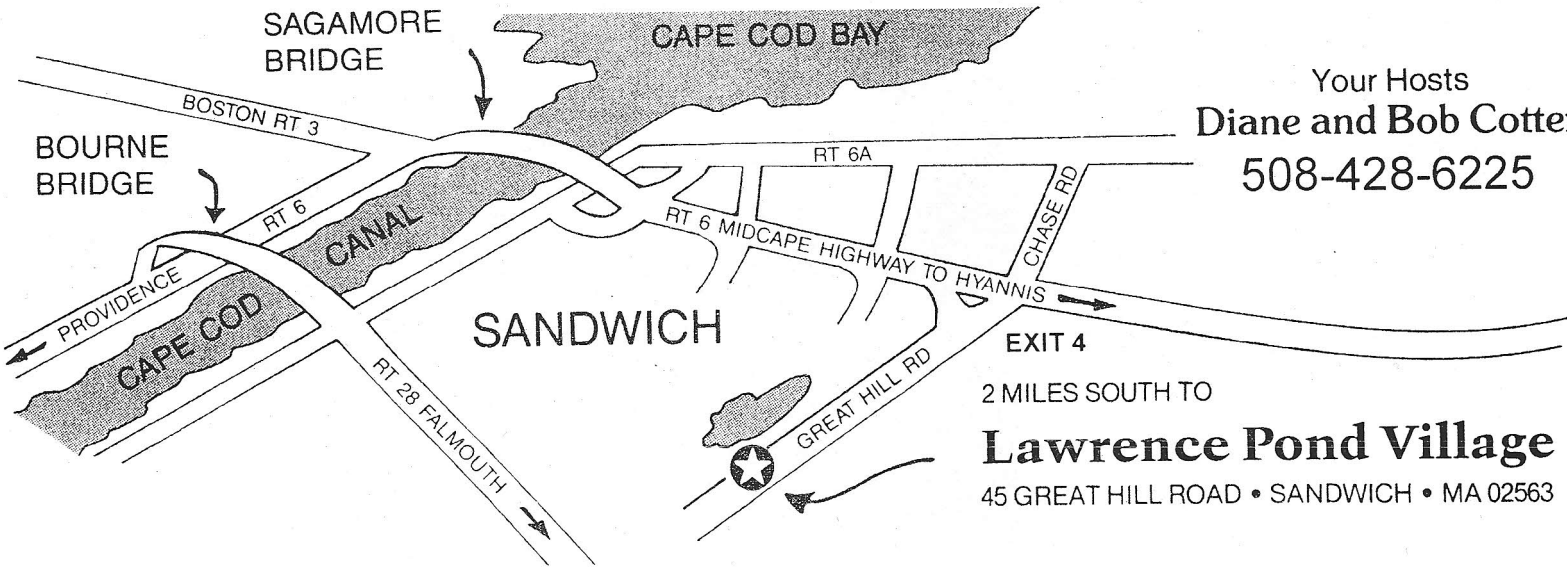 SAGAMORE
BRIDGE
CAPE COD BAY
BOSTON RT 3
BOURNE
BRIDGE
RT 6
PROVIDENCE
CAPE COD
CANAL
RT 28 FALMOUTH
SANDWICH
RT 6A
RT 6 MIDCAPE HIGHWAY TO HYANNIS
CHASE RD
GREAT HILL RD
Your Hosts
Diane and Bob
508-428-6225
EXIT 4
2 MILES SOUTH TO
Lawrence Pond Village
45 GREAT HILL ROAD • SANDWICH • MA 02563